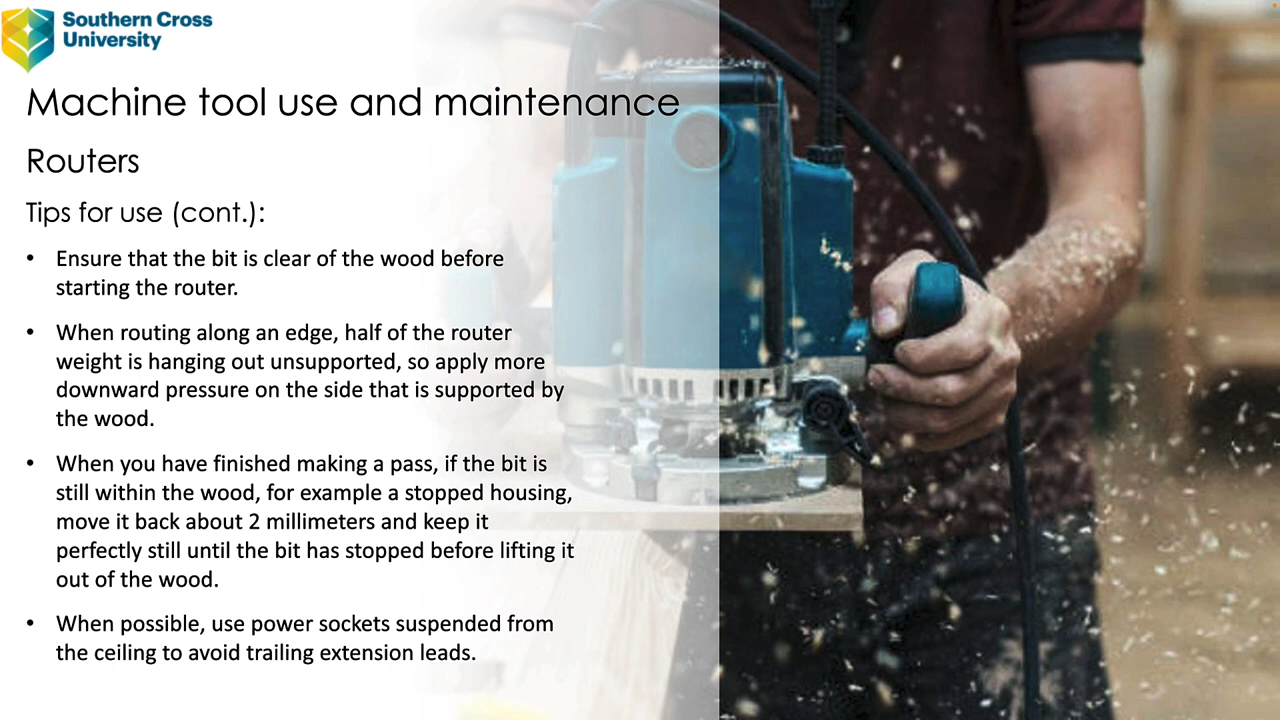 Southern Cross
University
Machine tool use and maintenance
Routers
Tips for use (cont.):
• Ensure that the bit is clear of the wood before
starting the router.
• When routing along an edge, half of the router
weight is hanging out unsupported, so apply more
downward pressure on the side that is supported by
the wood.
• When you have finished making a pass, if the bit is
still within the wood, for example a stopped housing,
move it back about 2 millimeters and keep it
perfectly still until the bit has stopped before lifting it
out of the wood.
• When possible, use power sockets suspended from
the ceiling to avoid trailing extension leads.